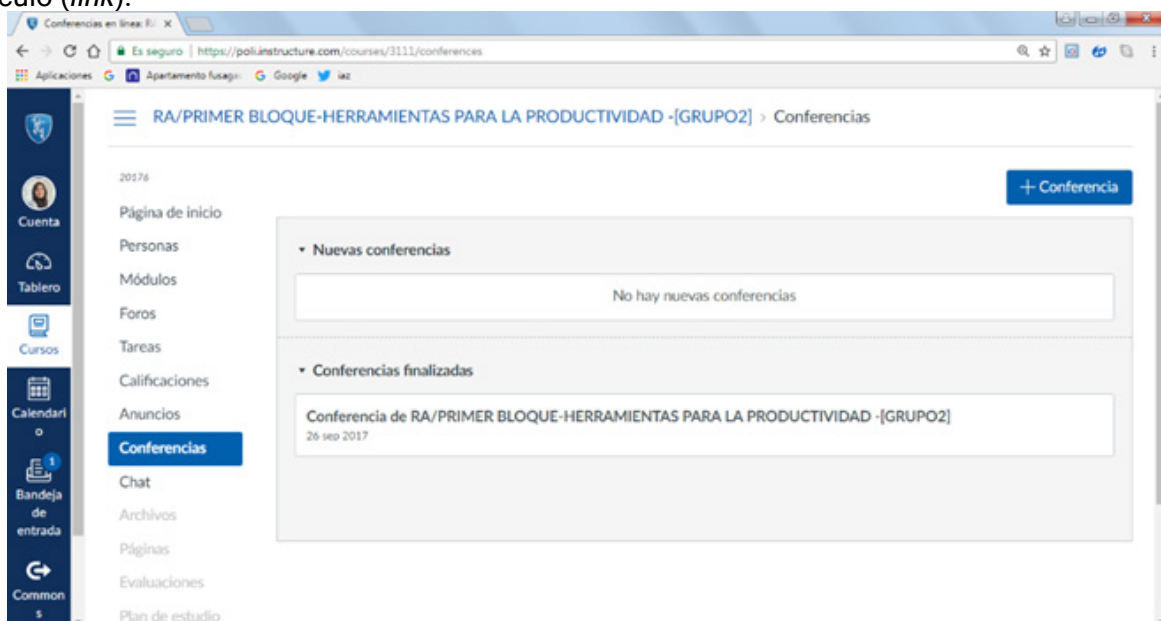 culo (link).
Conferencias en línea: R/
Es seguro | https://poli.instructure.com/courses/3111/conferences
Aplicaciones Apartamento fusaga Google iaz
RA/PRIMER BLOQUE-HERRAMIENTAS PARA LA PRODUCTIVIDAD -[GRUPO2] > Conferencias
20176
+ Conferencia
Página de inicio
Personas
Módulos
Foros
Tareas
Calificaciones
Anuncios
Conferencias
Chat
Archivos
Páginas
Evaluaciones
Plan de estudio
Cuenta
Tablero
Cursos
Calendari
o
1
Bandeja
de
entrada
Common
s
Nuevas conferencias
No hay nuevas conferencias
Conferencias finalizadas
Conferencia de RA/PRIMER BLOQUE-HERRAMIENTAS PARA LA PRODUCTIVIDAD -[GRUPO2]
26 sep 2017